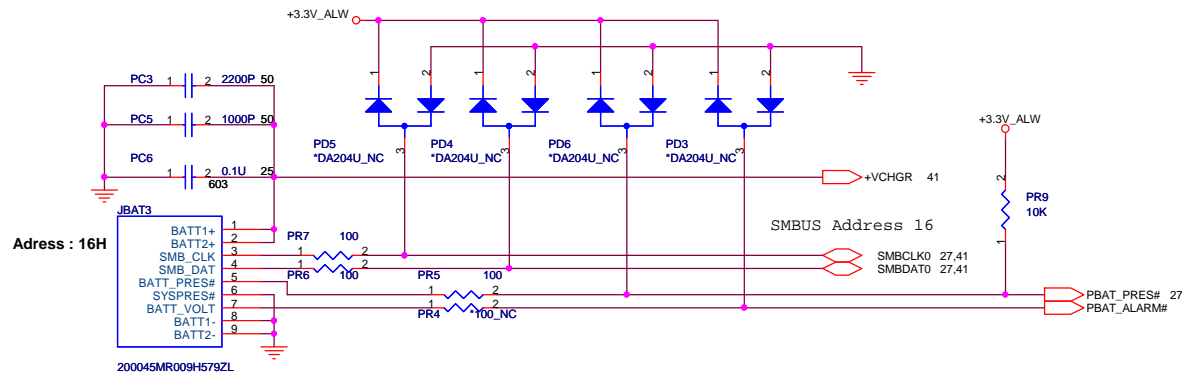 +3.3V_ALW
1 2 1 2 1 2 1 2
PC3 1 2 2200P 50
PC5 1 2 1000P 50
PC6 1 2 0.1U 25
603
PD5 PD4 PD6 PD3
*DA204U_NC *DA204U_NC *DA204U_NC *DA204U_NC
3 3 3 3
+3.3V_ALW
+VCHGR 41
2
PR9
10K
1
JBAT3
Adress : 16H
BATT1+ 1
BATT2+ 2
SMB_CLK 3
SMB_DAT 4
BATT_PRES# 5
SYSPRES# 6
BATT_VOLT 7
BATT1- 8
BATT2- 9
200045MR009H579ZL
PR7 100
1 2
1 2
PR6 100
SMBUS Address 16
SMBCLK0 27,41
SMBDAT0 27,41
PR5 100
1 2
1 2
PR4 *100_NC
PBAT_PRES# 27
PBAT_ALARM#